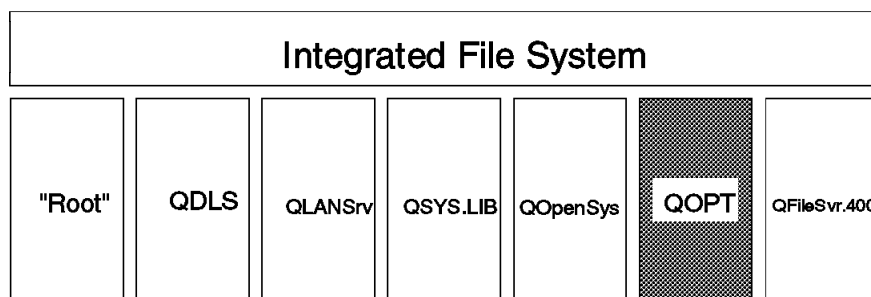 Integrated File System
"Root"
QDLS
QLANSrv
QSYS.LIB
QOpenSys
QOPT
QFileSvr.400